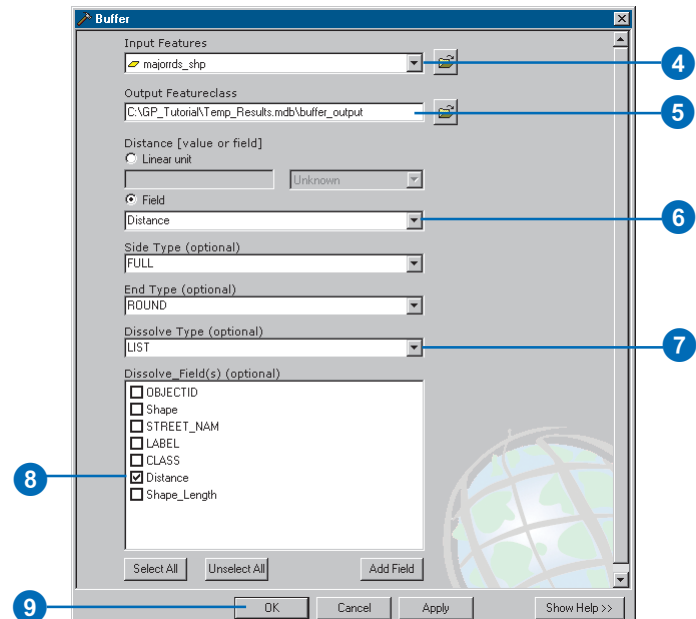 Buffer
Input Features
majorrds_shp
4
Output Featureclass
C:\GP_Tutorial\Temp_Results.mdb\buffer_output
5
Distance [value or field]
Linear unit
Unknown
Field
Distance
6
Side Type (optional)
FULL
End Type (optional)
ROUND
Dissolve Type (optional)
LIST
7
Dissolve_Field(s) (optional)
OBJECTID
Shape
STREET_NAM
LABEL
CLASS
8
Distance
Shape_Length
Select All Unselect All Add Field
9
OK Cancel Apply Show Help >>